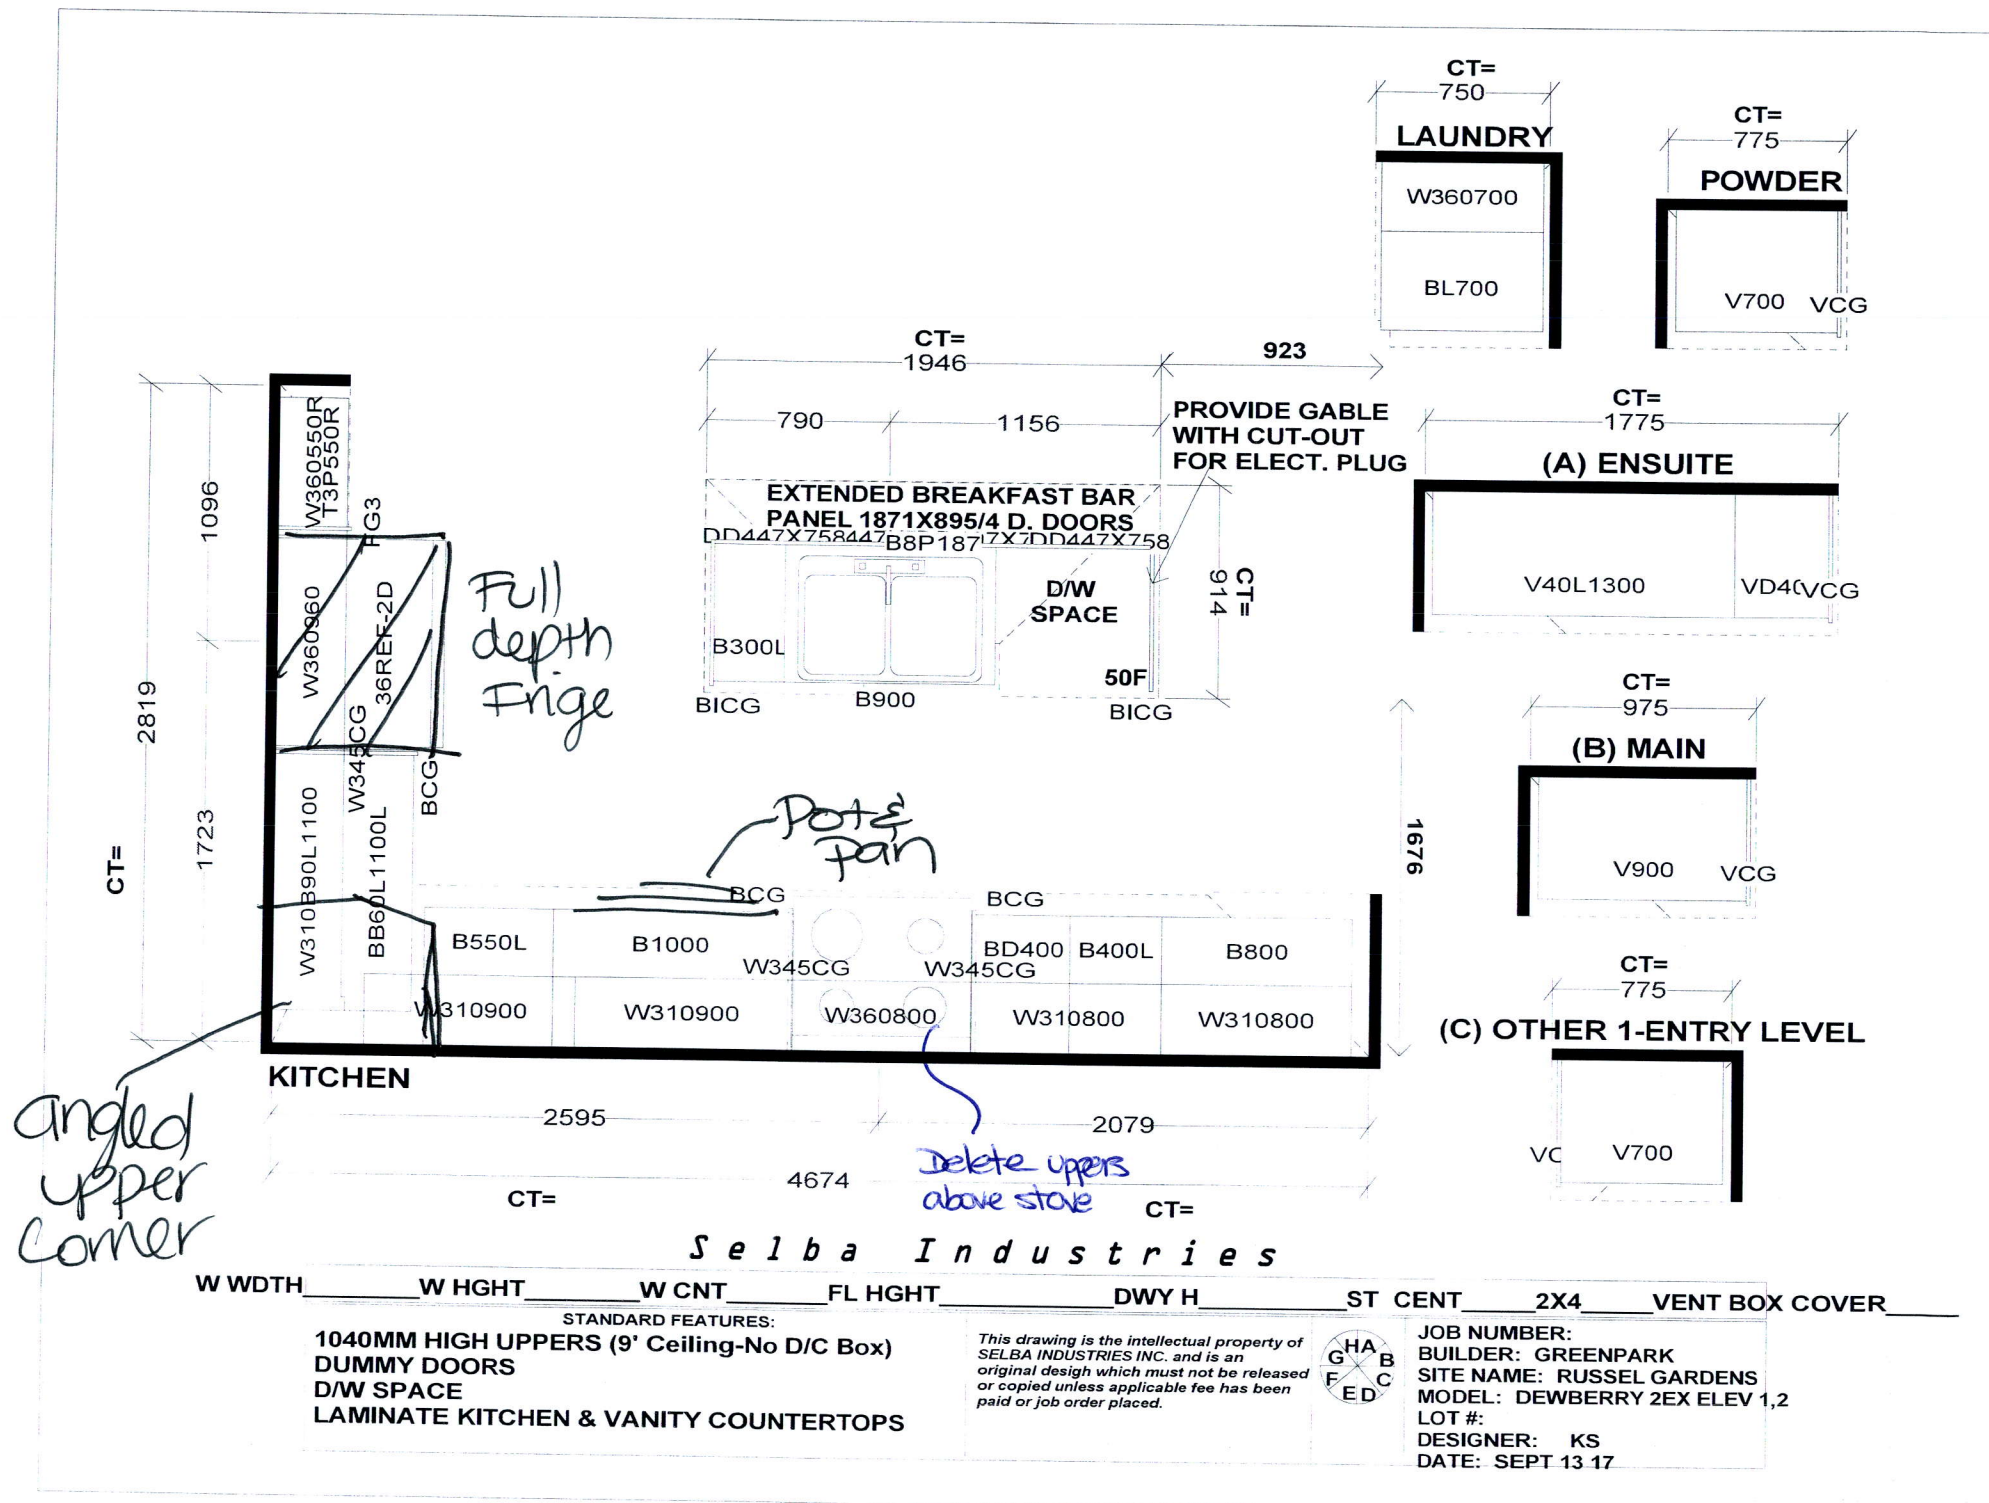 CT=
750
LAUNDRY
W360700
BL700
CT=
775
POWDER
V700 VCG
CT=
1946
923
790
1156
PROVIDE GABLE
WITH CUT-OUT
FOR ELECT. PLUG
EXTENDED BREAKFAST BAR
PANEL 1871X895/4 D. DOORS
B8P187
DD447X758
D/W
SPACE
B300L
50F
B900
BICG
BICG
CT=
914
CT=
1775
(A) ENSUITE
V40L1300
VCG
CT=
975
(B) MAIN
V900 VCG
CT=
775
(C) OTHER 1-ENTRY LEVEL
V700
W360550R
T3P550R
W360960
36REF-2D
W345CG
BCG
1096
2819
1723
CT=
W310B90L1100
BB60L1100L
Full
depth
Frige
Pot &
Pan
BCG
BCG
B550L
B1000
W345CG
W345CG
BD400
B400L
B800
W310900
W310900
W360800
W310800
W310800
1676
KITCHEN
angled
upper
corner
2595
2079
4674
Delete uppers
above stove
CT=
CT=
Selba Industries
W WDTH W HGHT W CNT FL HGHT DWY H ST CENT 2X4 VENT BOX COVER
STANDARD FEATURES:
1040MM HIGH UPPERS (9' Ceiling-No D/C Box)
DUMMY DOORS
D/W SPACE
LAMINATE KITCHEN & VANITY COUNTERTOPS
This drawing is the intellectual property of
SELBA INDUSTRIES INC. and is an
original desigh which must not be released
or copied unless applicable fee has been
paid or job order placed.
H A B C D E F G
JOB NUMBER:
BUILDER: GREENPARK
SITE NAME: RUSSEL GARDENS
MODEL: DEWBERRY 2EX ELEV 1,2
LOT #:
DESIGNER: KS
DATE: SEPT 13 17